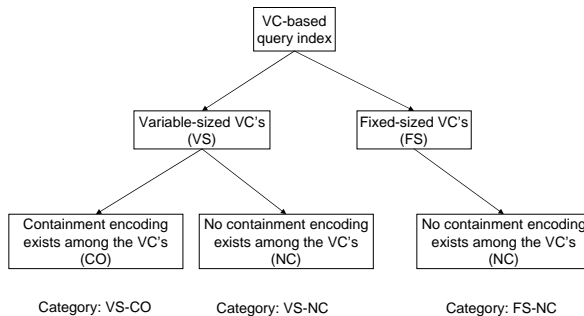 VC-based
query index
Variable-sized VC's
(VS)
Fixed-sized VC's
(FS)
Containment encoding
exists among the VC's
(CO)
No containment encoding
exists among the VC's
(NC)
No containment encoding
exists among the VC's
(NC)
Category: VS-CO
Category: VS-NC
Category: FS-NC